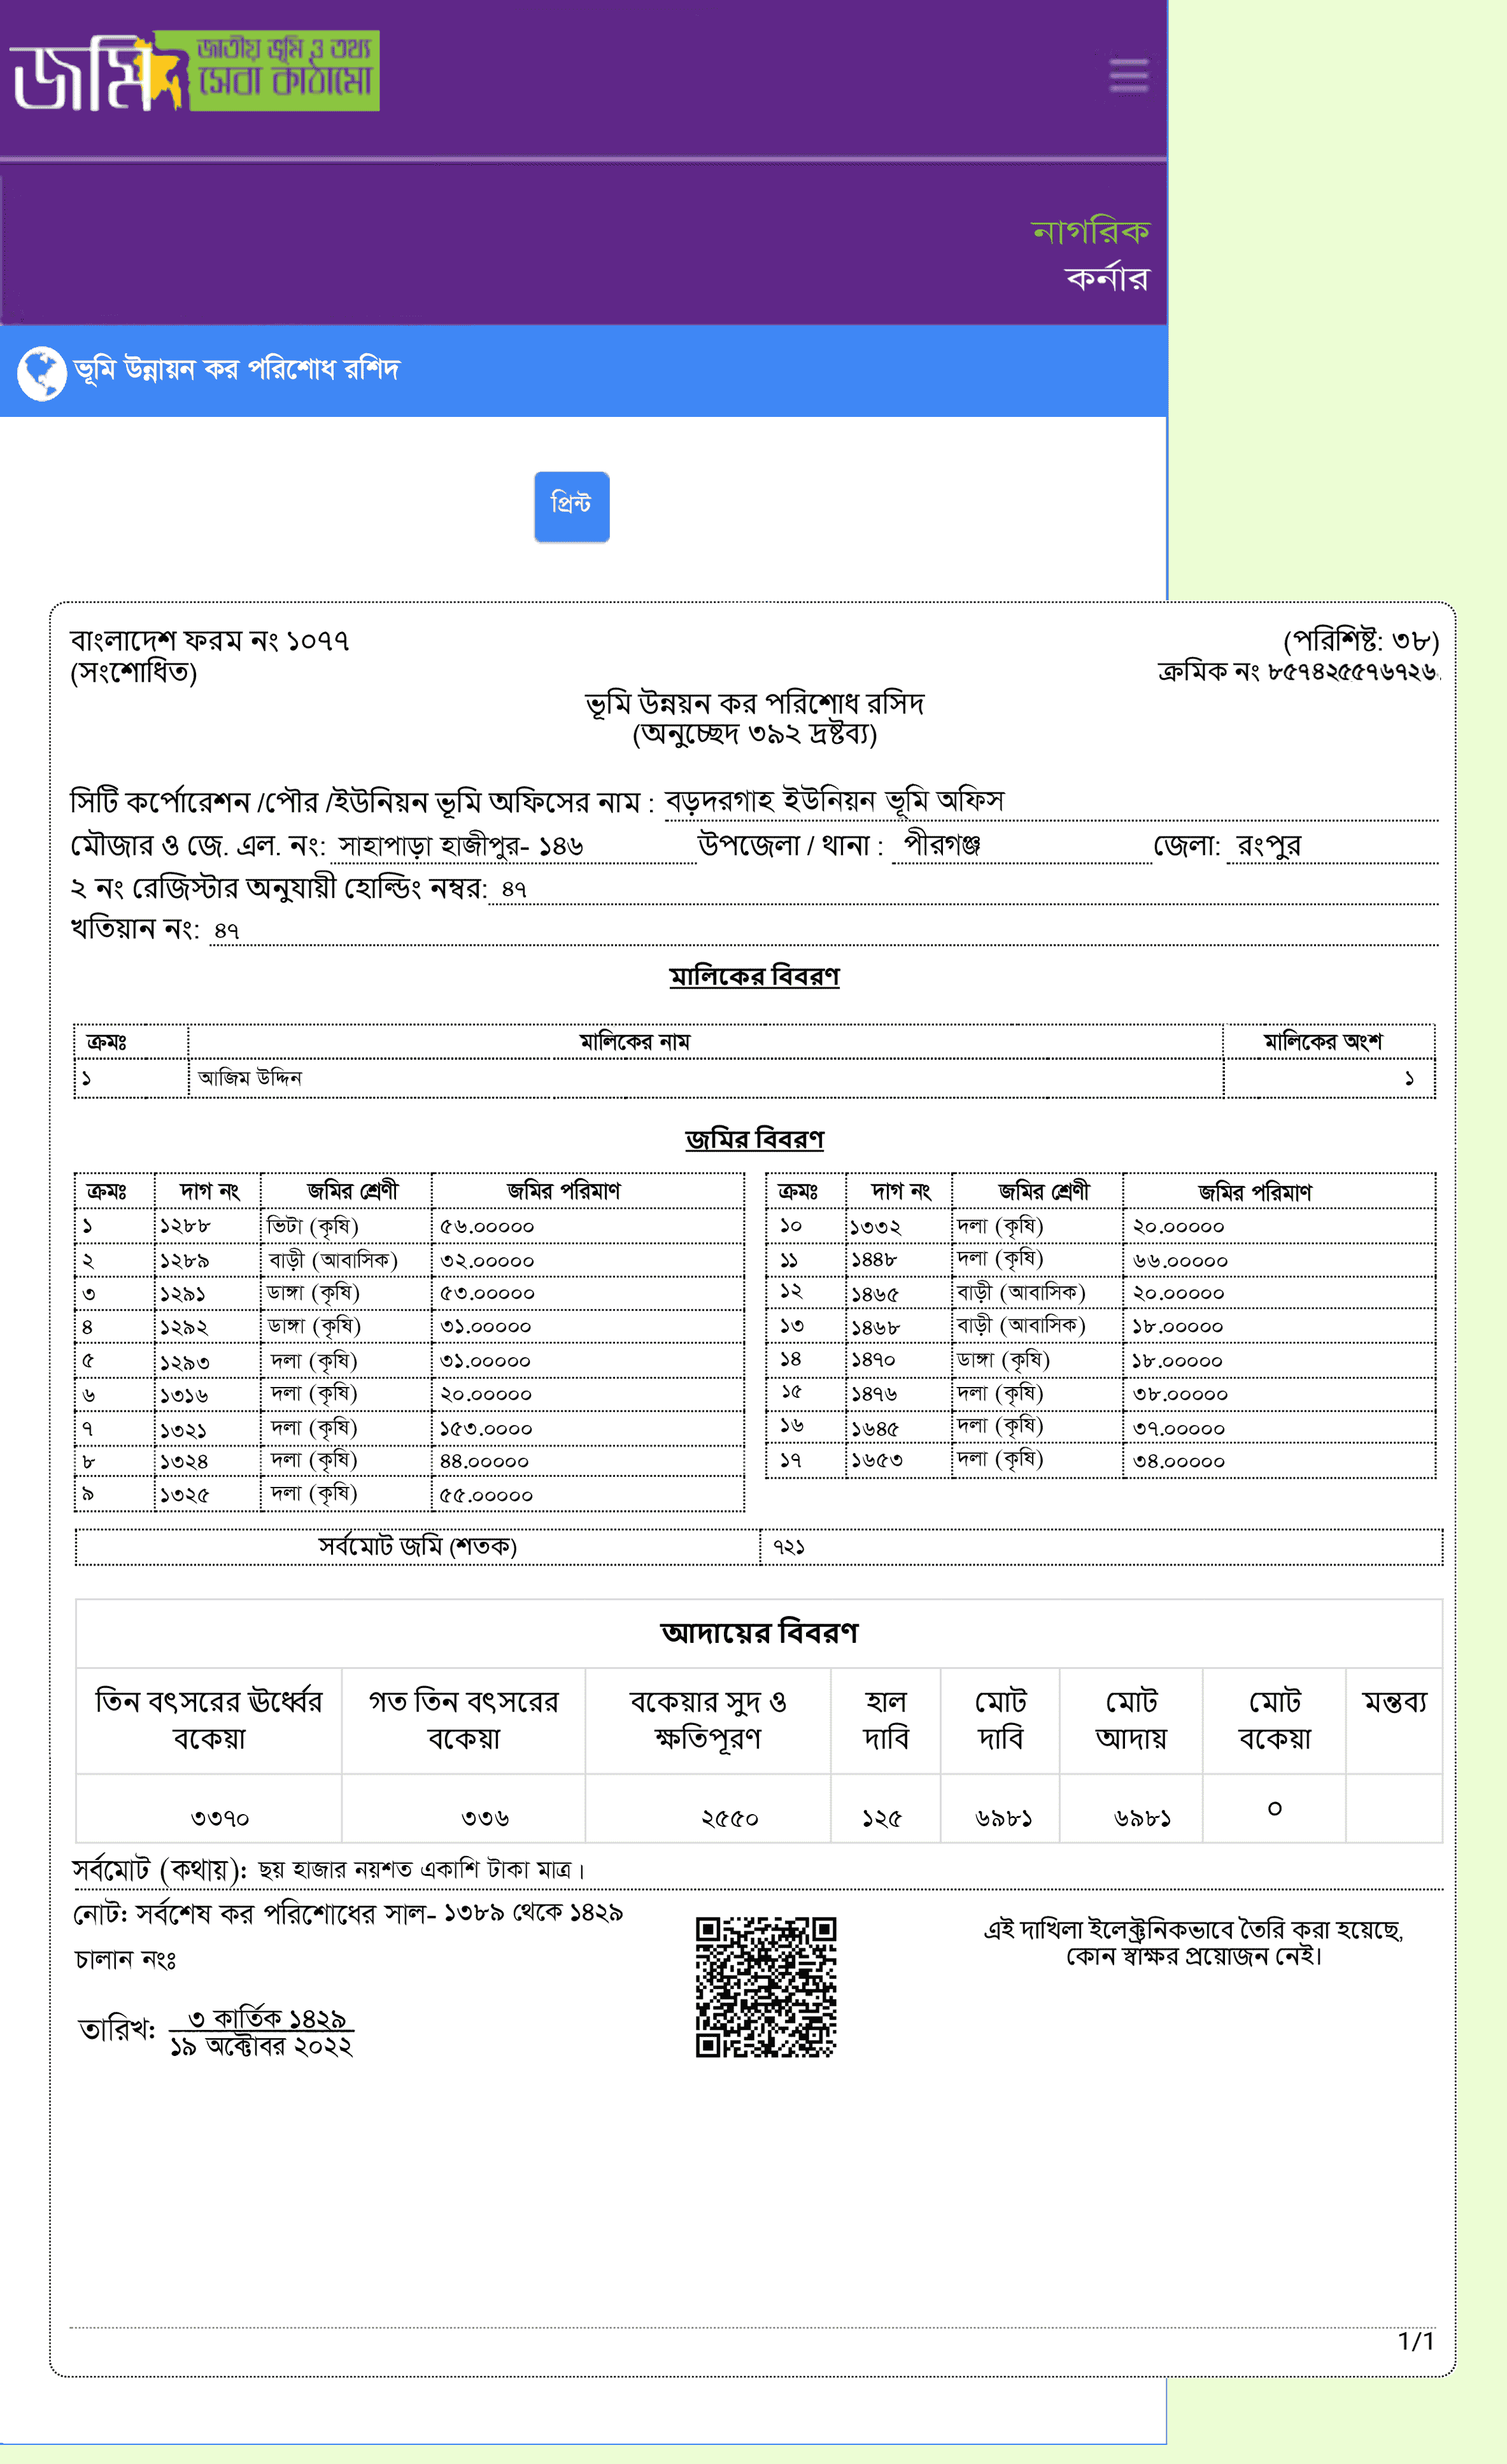 জমি জাতীয় ভূমি ও তথ্য
সেবা কাঠামো
নাগরিক
কর্নার
ভূমি উন্নায়ন কর পরিশোধ রশিদ
প্রিন্ট
বাংলাদেশ ফরম নং ১০৭৭ (পরিশিষ্ট: ৩৮)
(সংশোধিত) ক্রমিক নং ৮৫৭৪২৫৫৭৬৭২৬
ভূমি উন্নয়ন কর পরিশোধ রসিদ
(অনুচ্ছেদ ৩৯২ দ্রষ্টব্য)
সিটি কর্পোরেশন /পৌর /ইউনিয়ন ভূমি অফিসের নাম : বড়দরগাহ ইউনিয়ন ভূমি অফিস
মৌজার ও জে. এল. নং: সাহাপাড়া হাজীপুর- ১৪৬ উপজেলা / থানা : পীরগঞ্জ জেলা: রংপুর
২ নং রেজিস্টার অনুযায়ী হোল্ডিং নম্বর: ৪৭
খতিয়ান নং: ৪৭
মালিকের বিবরণ
ক্রমঃ মালিকের নাম মালিকের অংশ
১ আজিম উদ্দিন ১
জমির বিবরণ
ক্রমঃ দাগ নং জমির শ্রেণী জমির পরিমাণ
১ ১২৮৮ ভিটা (কৃষি) ৫৬.০০০০০
২ ১২৮৯ বাড়ী (আবাসিক) ৩২.০০০০০
৩ ১২৯১ ডাঙ্গা (কৃষি) ৫৩.০০০০০
৪ ১২৯২ ডাঙ্গা (কৃষি) ৩১.০০০০০
৫ ১২৯৩ দলা (কৃষি) ৩১.০০০০০
৬ ১৩১৬ দলা (কৃষি) ২০.০০০০০
৭ ১৩২১ দলা (কৃষি) ১৫৩.০০০০
৮ ১৩২৪ দলা (কৃষি) ৪৪.০০০০০
৯ ১৩২৫ দলা (কৃষি) ৫৫.০০০০০
ক্রমঃ দাগ নং জমির শ্রেণী জমির পরিমাণ
১০ ১৩৩২ দলা (কৃষি) ২০.০০০০০
১১ ১৪৪৮ দলা (কৃষি) ৬৬.০০০০০
১২ ১৪৬৫ বাড়ী (আবাসিক) ২০.০০০০০
১৩ ১৪৬৮ বাড়ী (আবাসিক) ১৮.০০০০০
১৪ ১৪৭০ ডাঙ্গা (কৃষি) ১৮.০০০০০
১৫ ১৪৭৬ দলা (কৃষি) ৩৮.০০০০০
১৬ ১৬৪৫ দলা (কৃষি) ৩৭.০০০০০
১৭ ১৬৫৩ দলা (কৃষি) ৩৪.০০০০০
সর্বমোট জমি (শতক) ৭২১
আদায়ের বিবরণ
তিন বৎসরের ঊর্ধ্বের গত তিন বৎসরের বকেয়ার সুদ ও হাল মোট মোট মোট মন্তব্য
বকেয়া বকেয়া ক্ষতিপূরণ দাবি দাবি আদায় বকেয়া
৩৩৭০ ৩৩৬ ২৫৫০ ১২৫ ৬৯৮১ ৬৯৮১ ০
সর্বমোট (কথায়): ছয় হাজার নয়শত একাশি টাকা মাত্র।
নোট: সর্বশেষ কর পরিশোধের সাল- ১৩৮৯ থেকে ১৪২৯
চালান নংঃ
তারিখ: ৩ কার্তিক ১৪২৯
১৯ অক্টোবর ২০২২
এই দাখিলা ইলেক্ট্রনিকভাবে তৈরি করা হয়েছে,
কোন স্বাক্ষর প্রয়োজন নেই।
1/1